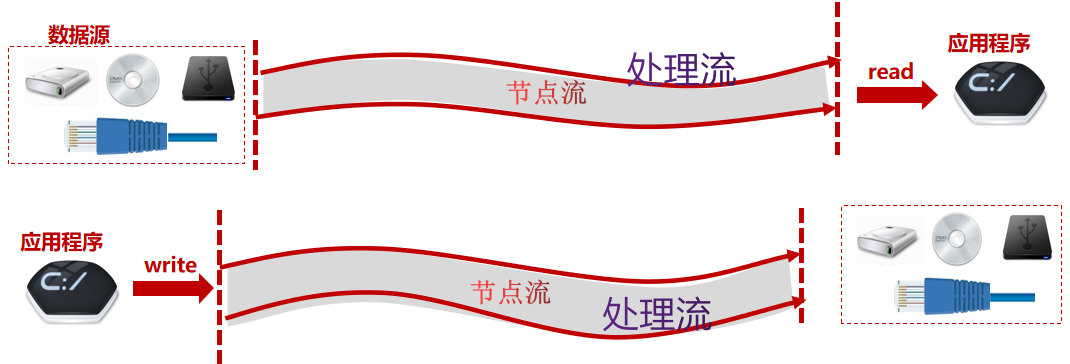 数据源
处理流
应用程序
节点流
read
C:/
应用程序
write
节点流
处理流
C:/